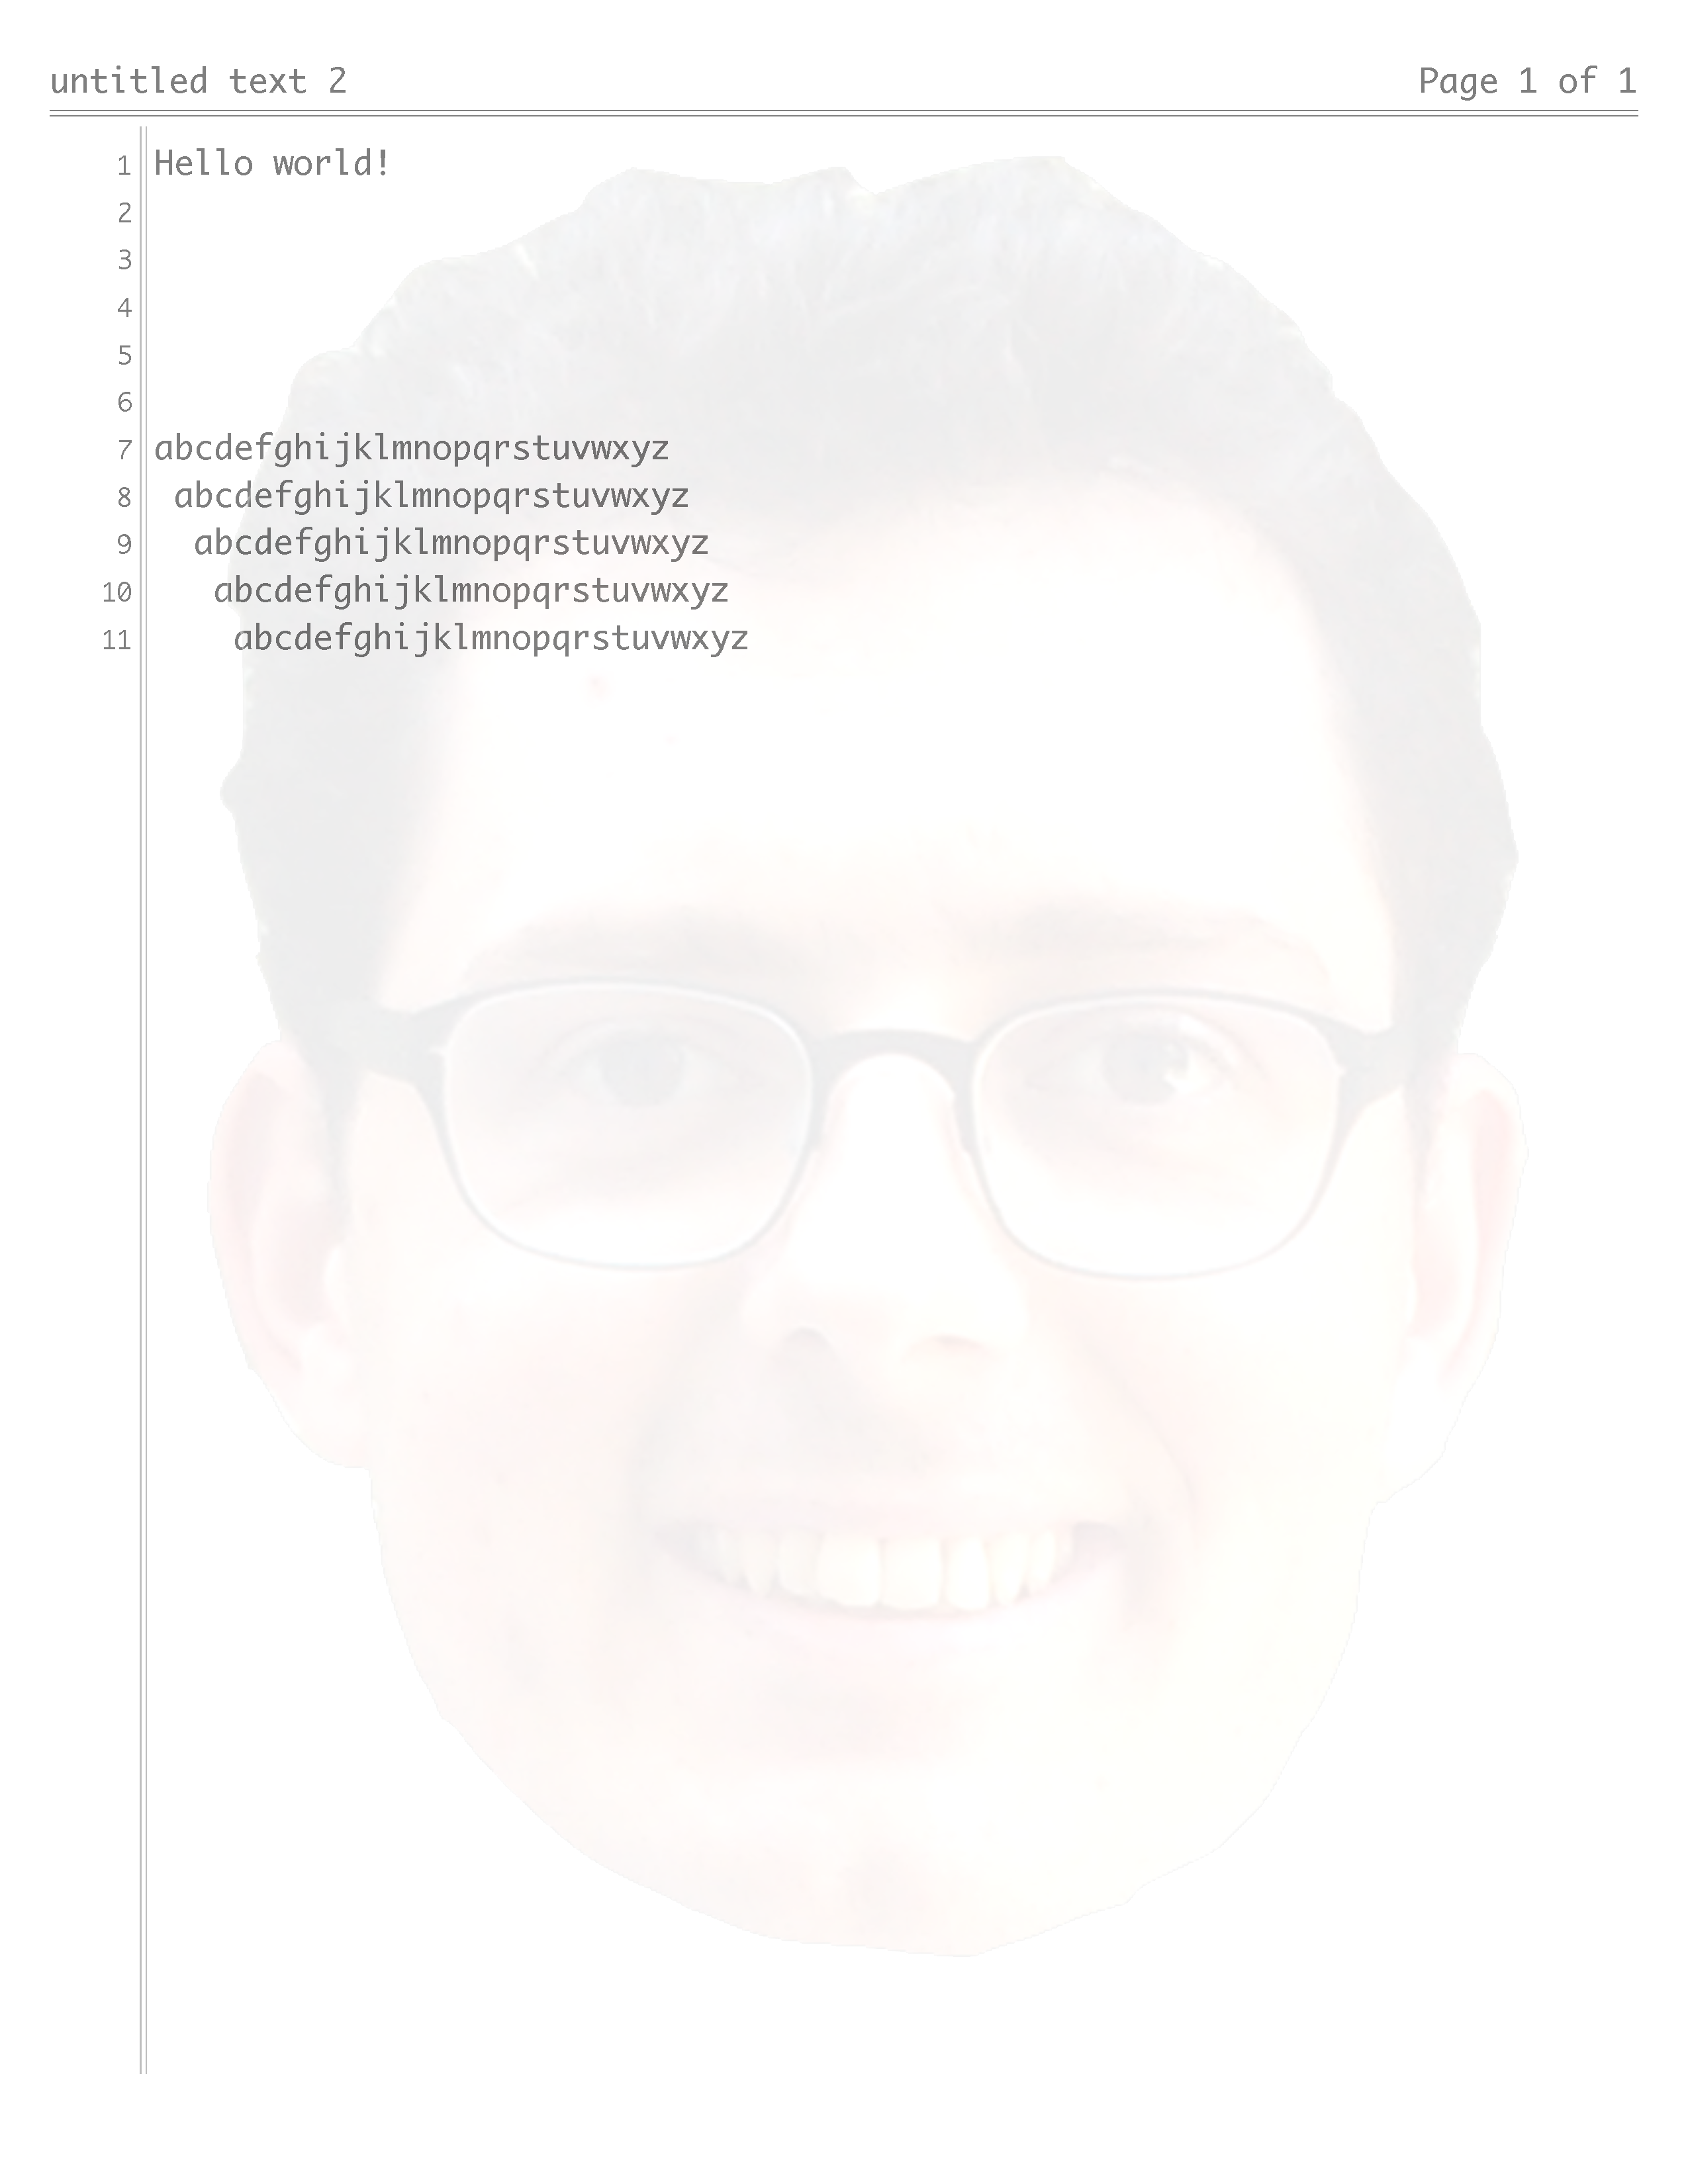 untitled text 2 Page 1 of 1
1 Hello world!
2
3
4
5
6
7 abcdefghijklmnopqrstuvwxyz
8  abcdefghijklmnopqrstuvwxyz
9   abcdefghijklmnopqrstuvwxyz
10    abcdefghijklmnopqrstuvwxyz
11     abcdefghijklmnopqrstuvwxyz